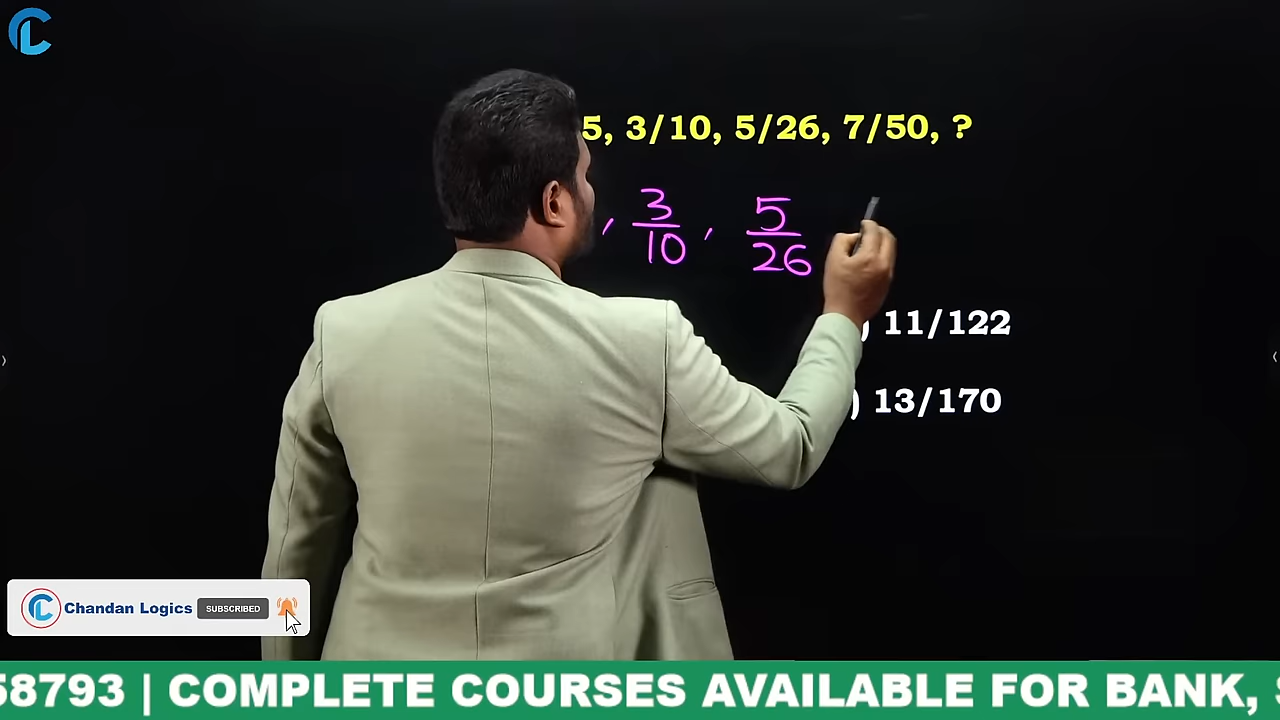 5, 3/10, 5/26, 7/50, ?
, 3/10 , 5/26
) 11/122
) 13/170
Chandan Logics SUBSCRIBED
58793 | COMPLETE COURSES AVAILABLE FOR BANK,